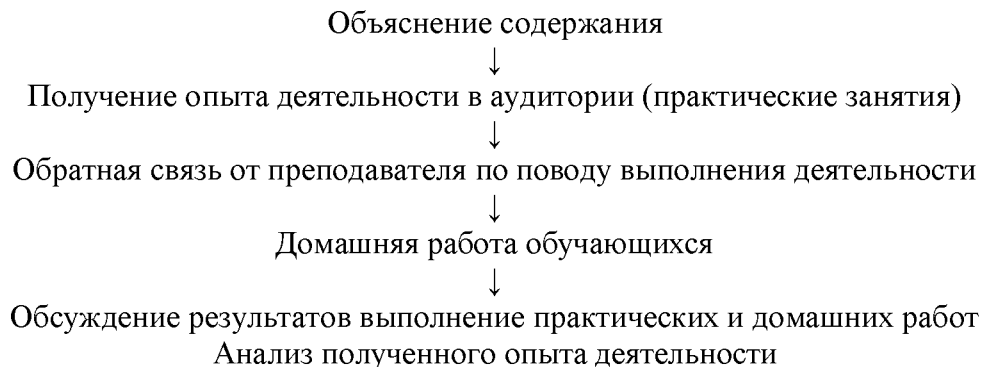 Объяснение содержания
↓
Получение опыта деятельности в аудитории (практические занятия)
↓
Обратная связь от преподавателя по поводу выполнения деятельности
↓
Домашняя работа обучающихся
↓
Обсуждение результатов выполнение практических и домашних работ
Анализ полученного опыта деятельности